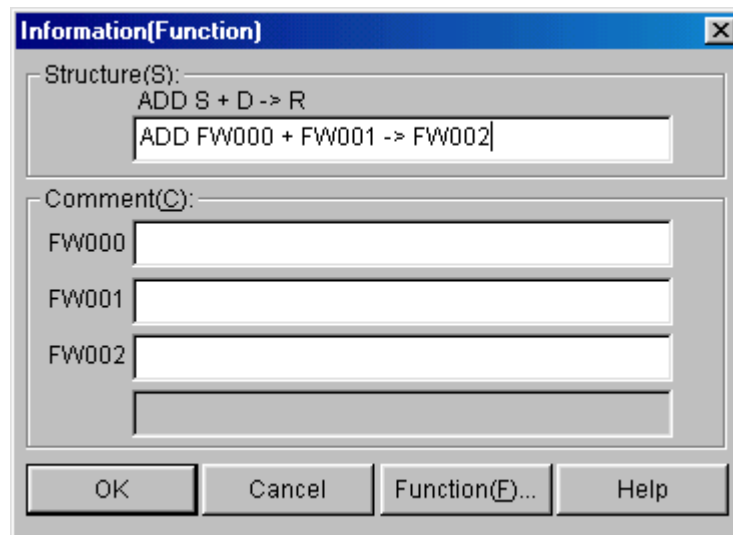 Information(Function)
Structure(S):
ADD S + D -> R
ADD FW000 + FW001 -> FW002
Comment(C):
FW000
FW001
FW002
OK Cancel Function(F)... Help